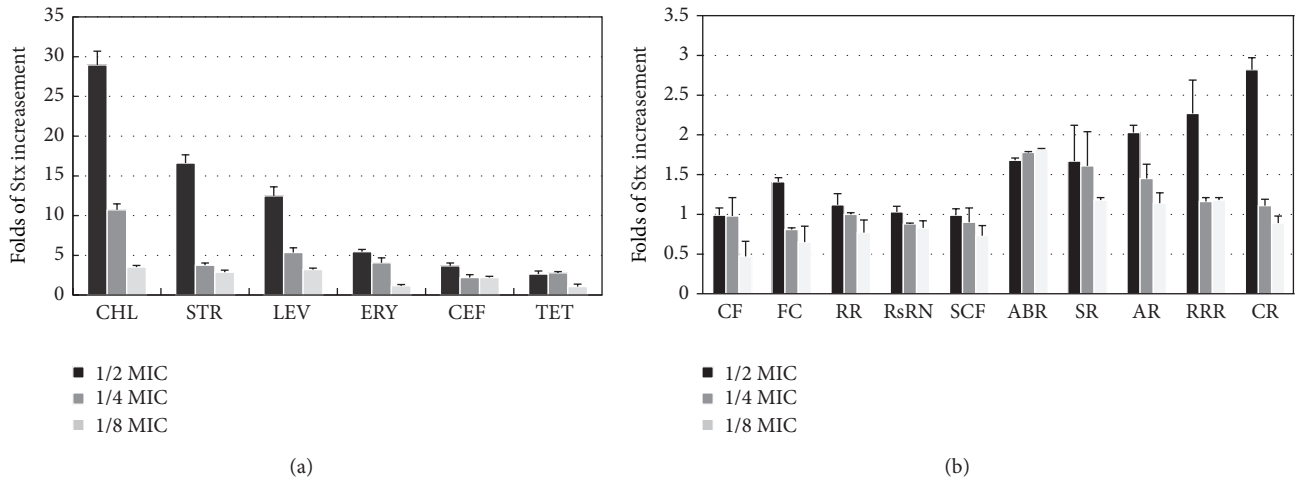 Folds of Stx increasement
35
30
25
20
15
10
5
0
CHL STR LEV ERY CEF TET
1/2 MIC
1/4 MIC
1/8 MIC
(a)
Folds of Stx increasement
3.5
3
2.5
2
1.5
1
0.5
0
CF FC RR RsRN SCF ABR SR AR RRR CR
1/2 MIC
1/4 MIC
1/8 MIC
(b)